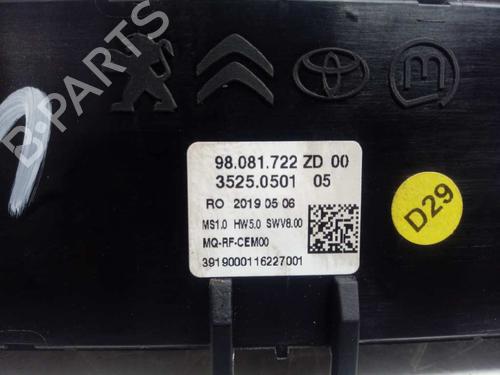 B-PARTS
98.081.722 ZD 00
3525.0501 05
RO 2019 05 06
MS1.0 HW5.0 SWV8.00
MQ-RF-CEM00
3919000116227001
D29